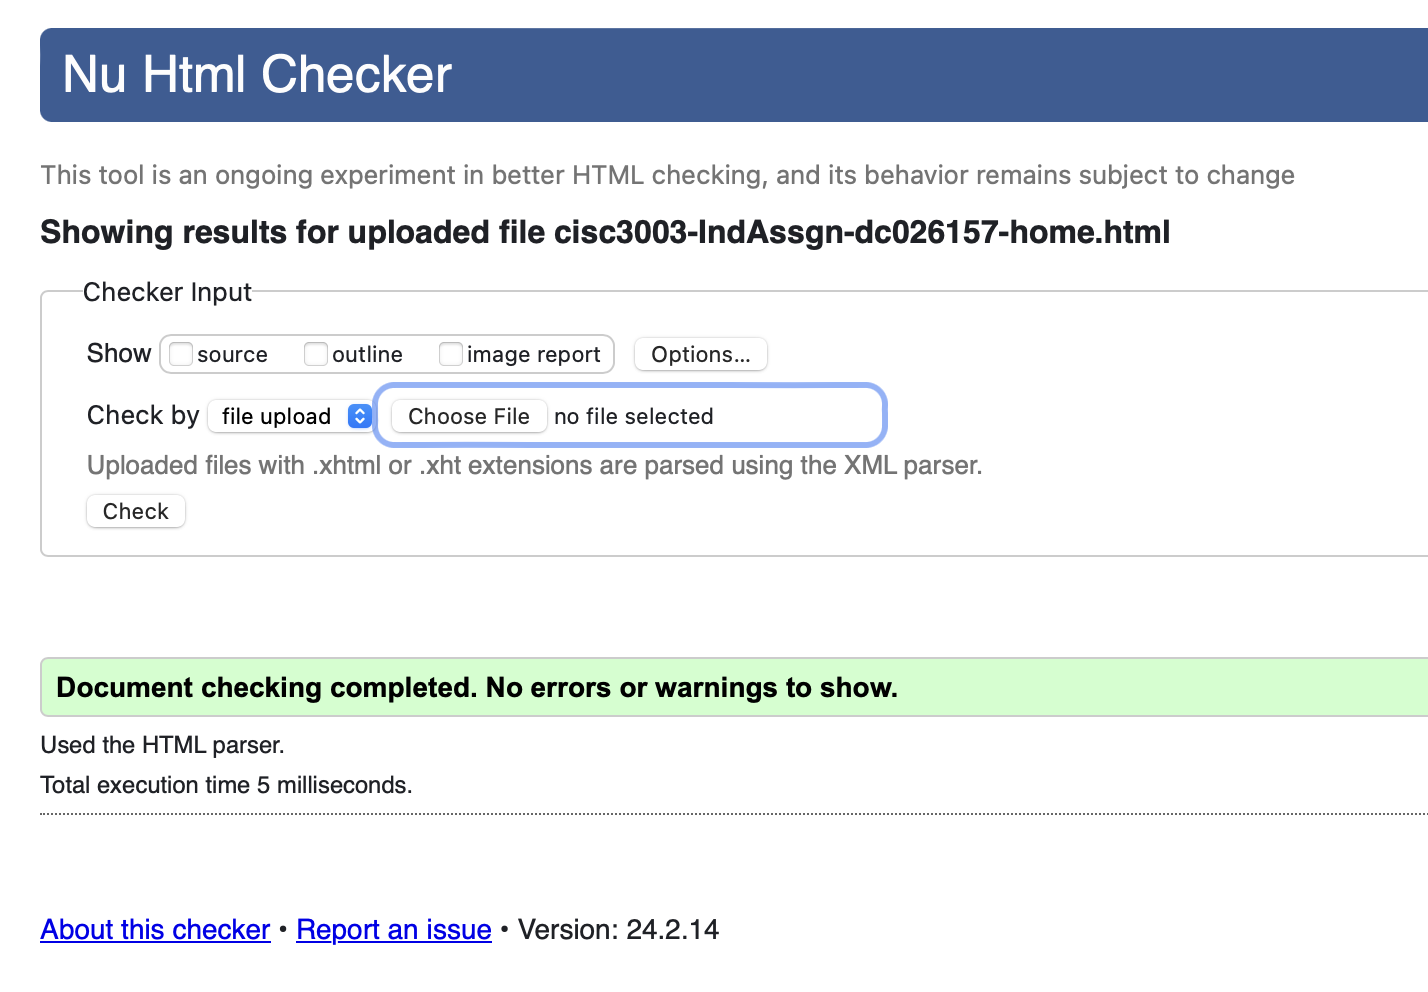 Nu Html Checker
This tool is an ongoing experiment in better HTML checking, and its behavior remains subject to change
Showing results for uploaded file cisc3003-IndAssgn-dc026157-home.html
Checker Input
Show source outline image report Options...
Check by file upload Choose File no file selected
Uploaded files with .xhtml or .xht extensions are parsed using the XML parser.
Check
Document checking completed. No errors or warnings to show.
Used the HTML parser.
Total execution time 5 milliseconds.
About this checker • Report an issue • Version: 24.2.14